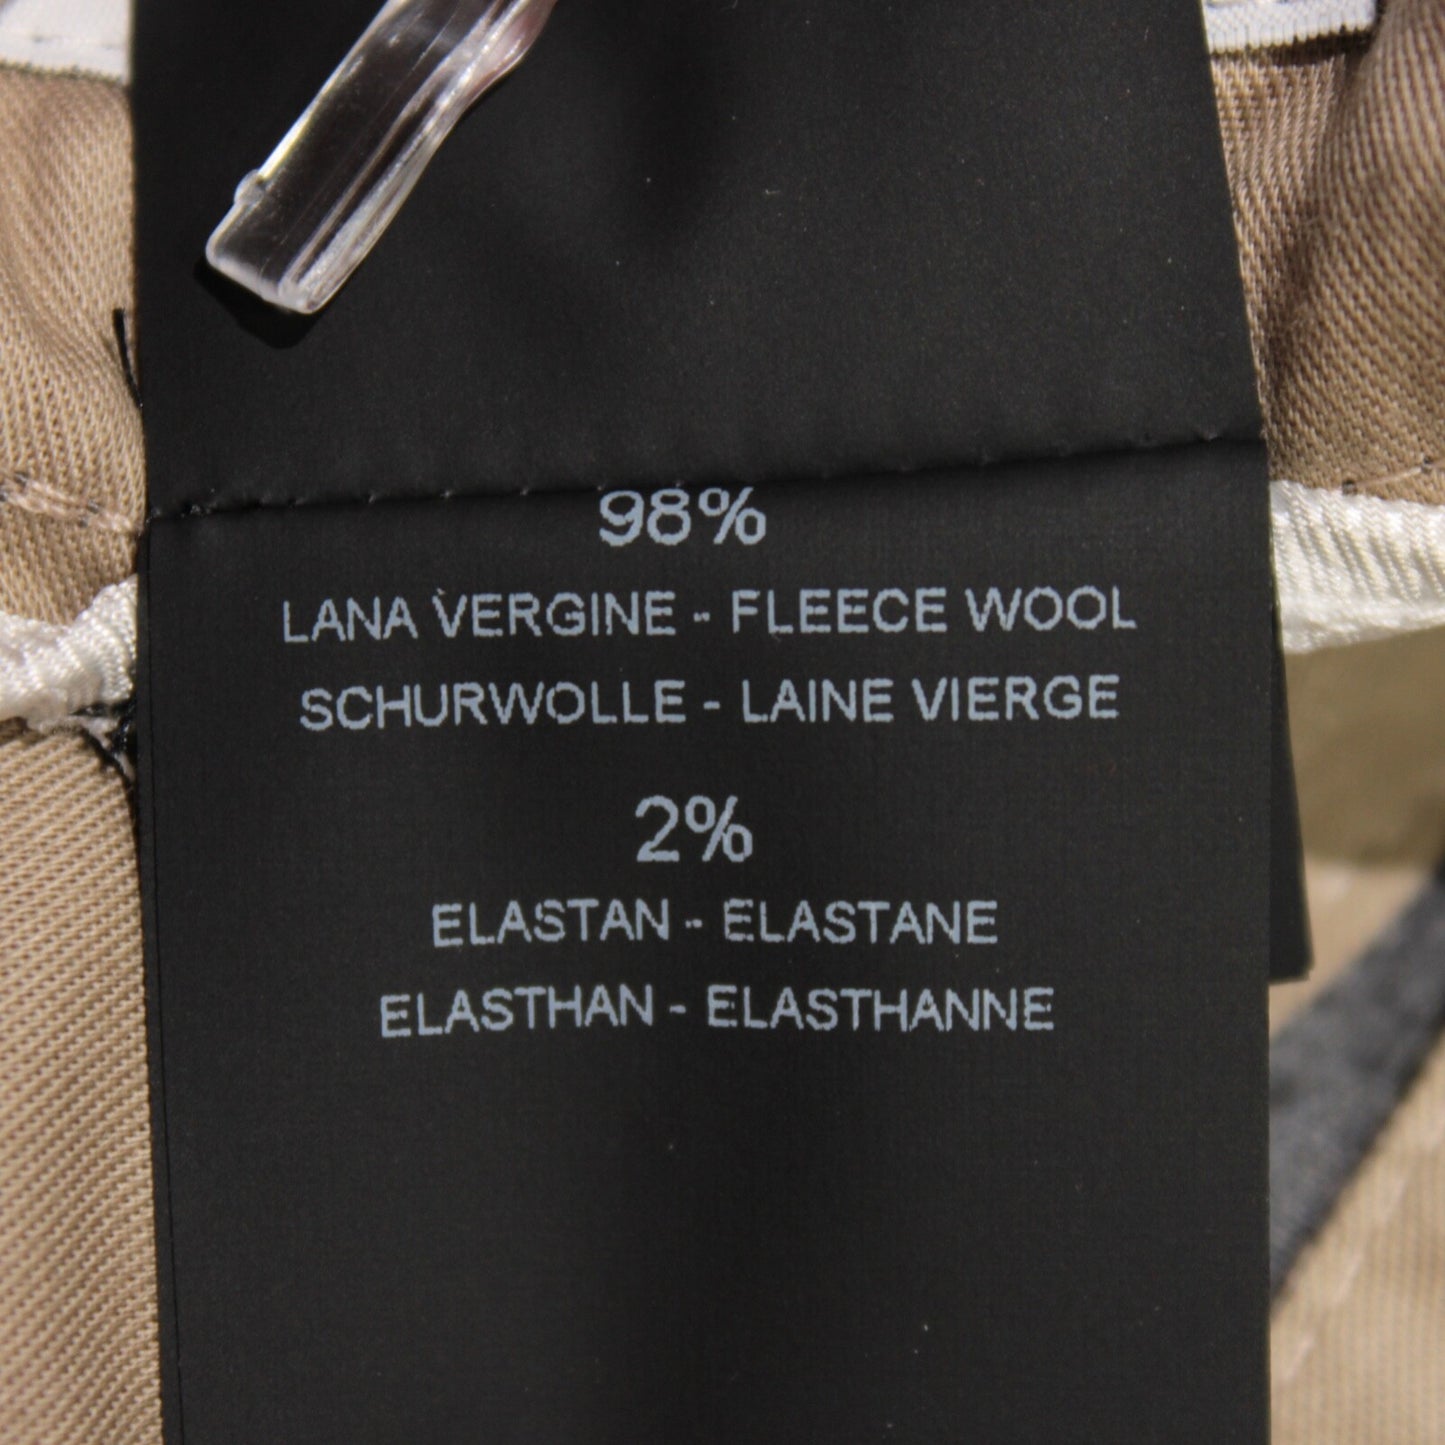 98%
LANA VERGINE - FLEECE WOOL
SCHURWOLLE - LAINE VIERGE
2%
ELASTAN - ELASTANE
ELASTHAN - ELASTHANNE